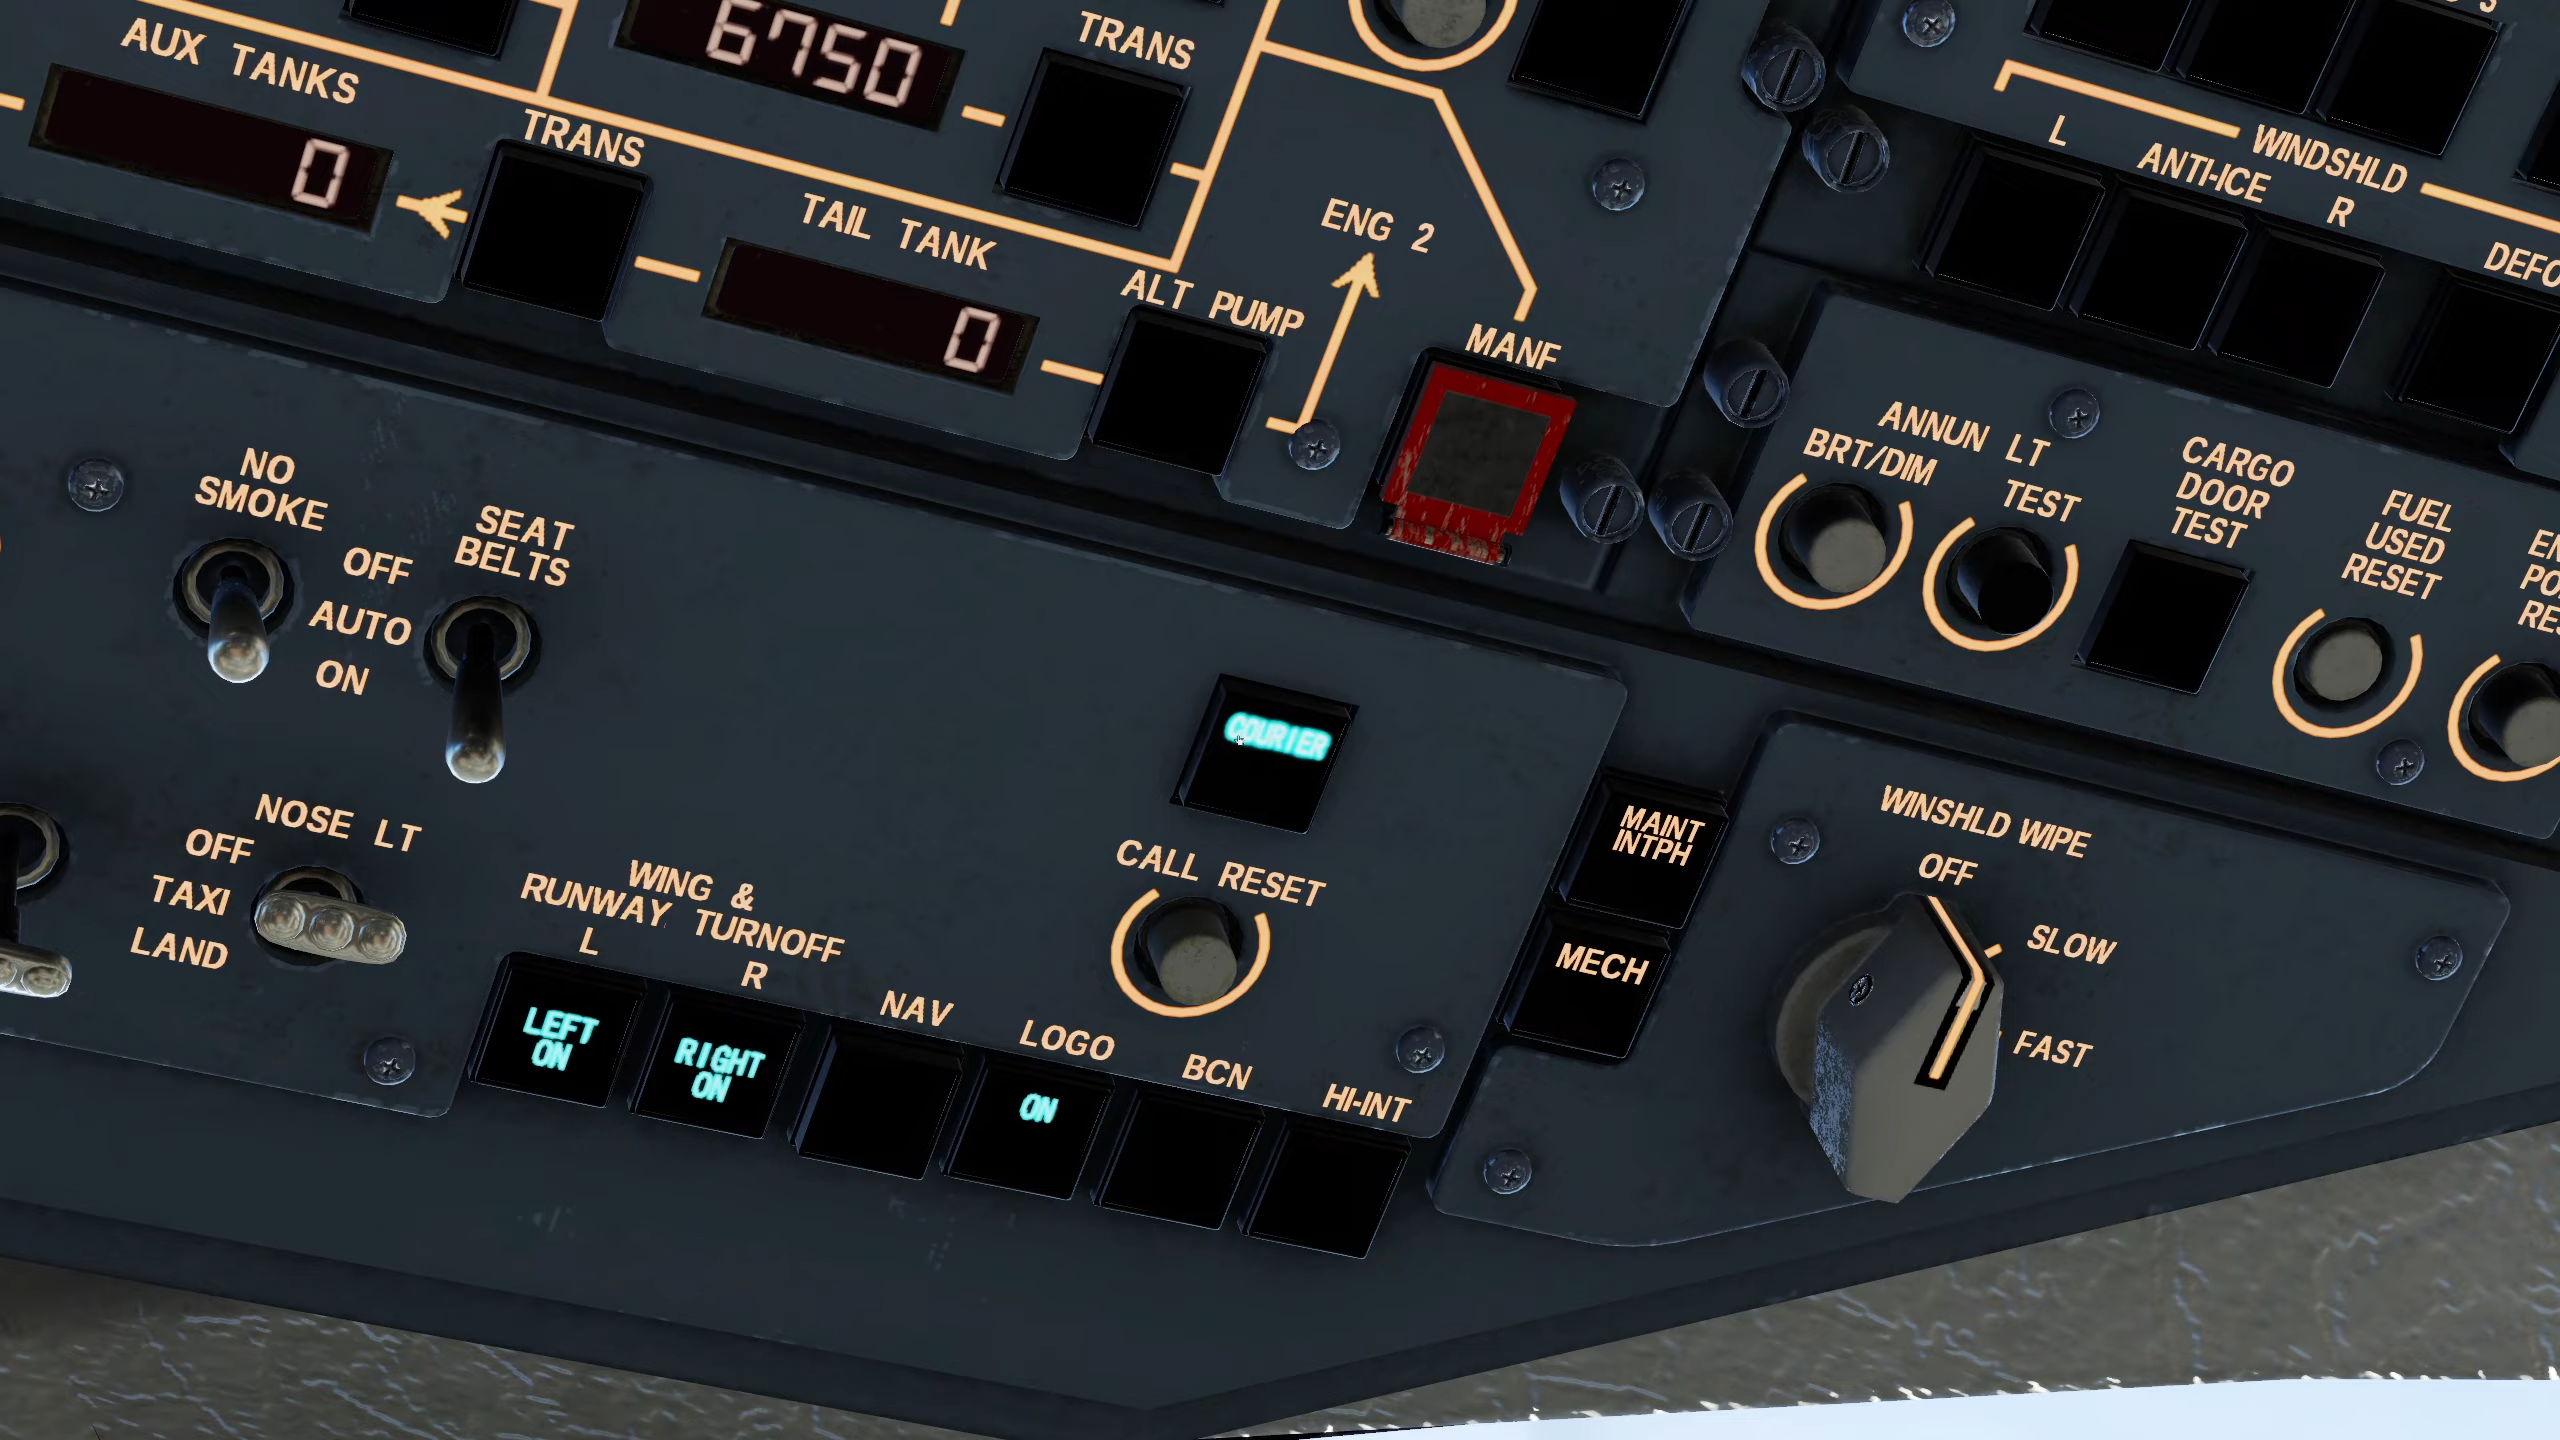 AUX TANKS
0
TRANS
6750
TRANS
TAIL TANK
0
ALT PUMP
ENG 2
MANF
L
WINDSHLD
ANTI-ICE
R
ANNUN LT
BRT/DIM
TEST
CARGO
DOOR
TEST
FUEL
USED
RESET
NO
SMOKE
SEAT
BELTS
OFF
AUTO
ON
NOSE LT
OFF
TAXI
LAND
WING &
RUNWAY TURNOFF
L
R
LEFT
ON
RIGHT
ON
NAV
LOGO
ON
BCN
HI-INT
COURIER
CALL RESET
MAINT
INTPH
MECH
WINSHLD WIPE
OFF
SLOW
FAST